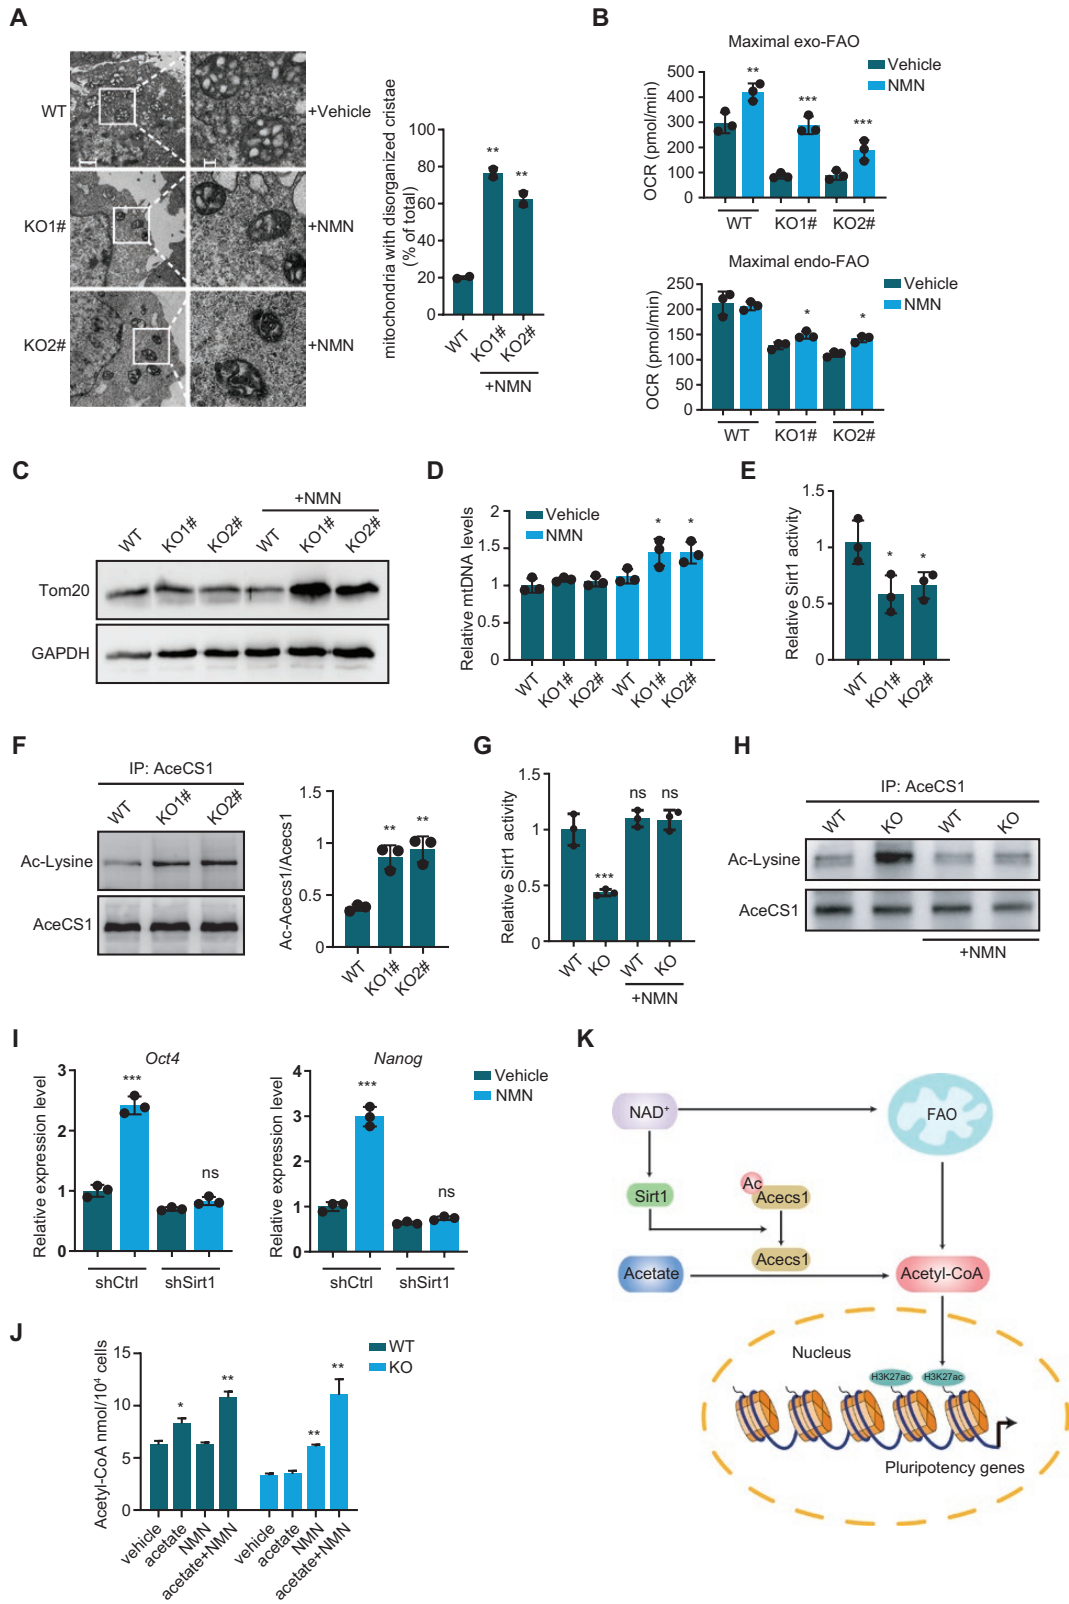 A
WT
+Vehicle
KO1#
+NMN
KO2#
+NMN
mitochondria with disorganized cristae
(% of total)
100
80
60
40
20
0
**
**
WT
KO1#
KO2#
+NMN
B
Maximal exo-FAO
Vehicle
NMN
OCR (pmol/min)
500
400
300
200
100
0
**
***
***
WT
KO1#
KO2#
Maximal endo-FAO
Vehicle
NMN
OCR (pmol/min)
250
200
150
100
50
0
*
*
WT
KO1#
KO2#
C
+NMN
WT
KO1#
KO2#
WT
KO1#
KO2#
Tom20
GAPDH
D
Vehicle
NMN
Relative mtDNA levels
2
1.5
1
0.5
0
*
*
WT
KO1#
KO2#
WT
KO1#
KO2#
E
Relative Sirt1 activity
1.5
1
0.5
0
*
*
WT
KO1#
KO2#
F
IP: AceCS1
WT
KO1#
KO2#
Ac-Lysine
AceCS1
Ac-Acecs1/Acecs1
1.5
1
0.5
0
**
**
WT
KO1#
KO2#
G
Relative Sirt1 activity
1.5
1
0.5
0
***
ns
ns
WT
KO
WT
KO
+NMN
H
IP: AceCS1
WT
KO
WT
KO
Ac-Lysine
AceCS1
+NMN
I
Oct4
Relative expression level
3
2
1
0
***
ns
shCtrl
shSirt1
Nanog
Vehicle
NMN
Relative expression level
4
3
2
1
0
***
ns
shCtrl
shSirt1
J
WT
KO
Acetyl-CoA nmol/10⁴ cells
15
10
5
0
*
**
**
**
vehicle
acetate
NMN
acetate+NMN
vehicle
acetate
NMN
acetate+NMN
K
NAD⁺
FAO
Sirt1
Ac
Acecs1
Acecs1
Acetate
Acetyl-CoA
Nucleus
H3K27ac
H3K27ac
Pluripotency genes